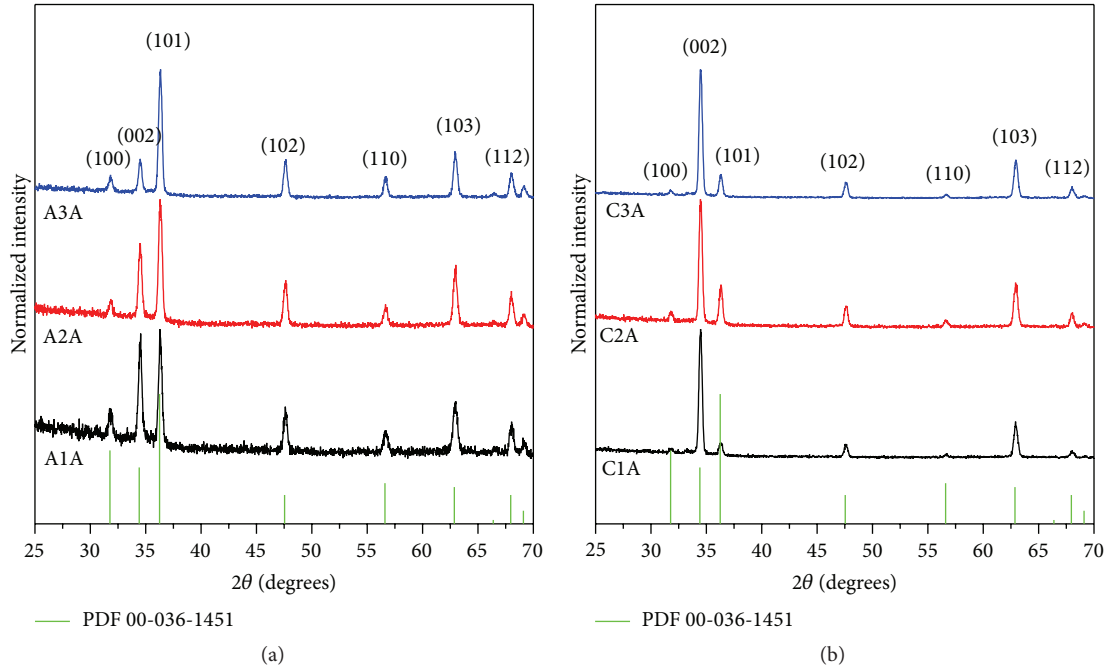 (101)
(002)
(100)
(102)
(110)
(103)
(112)
A3A
A2A
A1A
Normalized intensity
25 30 35 40 45 50 55 60 65 70
2θ (degrees)
PDF 00-036-1451
(a)
(002)
(100)
(101)
(102)
(110)
(103)
(112)
C3A
C2A
C1A
Normalized intensity
25 30 35 40 45 50 55 60 65 70
2θ (degrees)
PDF 00-036-1451
(b)